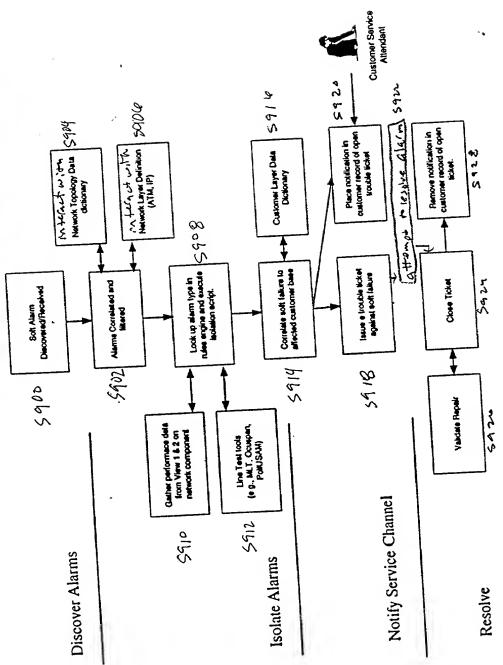 Discover Alarms
Soft Alarm
Discovered/Received
S900
Interact with
Network Topology Data
dictionary
S904
Alarms Correlated and
filtered
S902
Interact with
Network Layer Definition
(ATM, IP)
S906
Look up alarm type in
rules engine and execute
isolation script.
S908
Gather performace data
from View 1 & 2 on
network component
S910
Line Test tools
(e.g., MLT, Ocuspan,
S912
Isolate Alarms
Correlate soft failure to
affected customer base
S914
Customer Layer Data
Dictionary
S916
Notify Service Channel
Issue a trouble ticket
against soft failure
S918
Place notification in
customer record of open
trouble ticket
S920
Customer Service
Attendant
attempt to resolve alarm
S922
Resolve
Validate Repair
Close Ticket
S924
Remove notification in
customer record of open
ticket.
S928